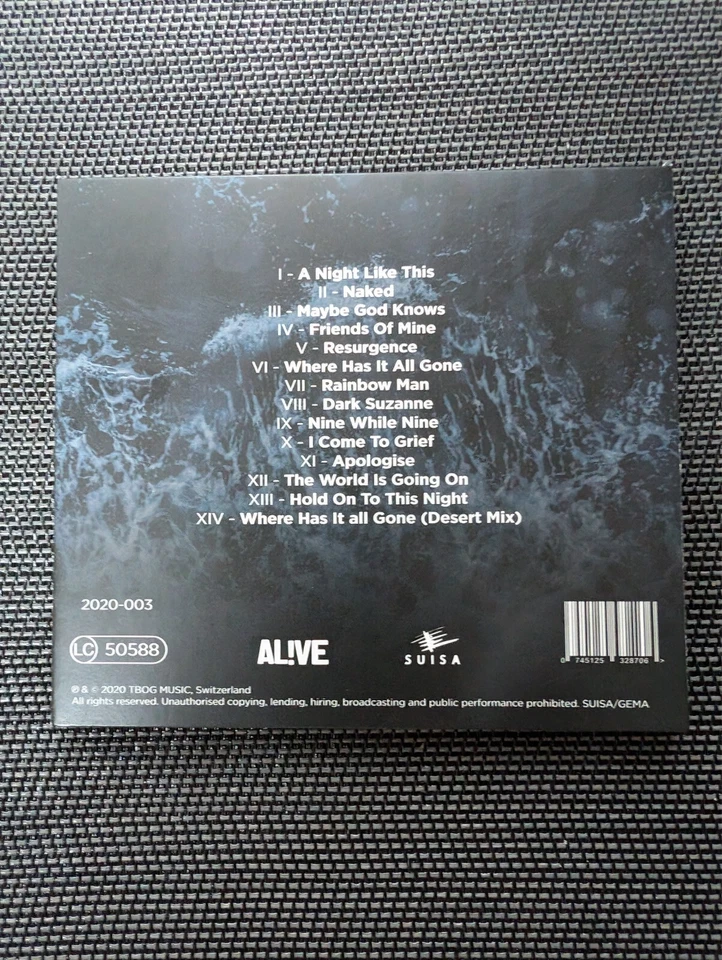 I - A Night Like This
II - Naked
III - Maybe God Knows
IV - Friends Of Mine
V - Resurgence
VI - Where Has It All Gone
VII - Rainbow Man
VIII - Dark Suzanne
IX - Nine While Nine
X - I Come To Grief
XI - Apologise
XII - The World Is Going On
XIII - Hold On To This Night
XIV - Where Has It all Gone (Desert Mix)
2020-003
LC 50588
AL!VE
SUISA
0 745125 328706 >
℗ & © 2020 TBOG MUSIC, Switzerland
All rights reserved. Unauthorised copying, lending, hiring, broadcasting and public performance prohibited. SUISA/GEMA